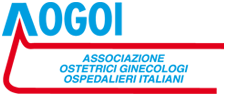 AOGOI
ASSOCIAZIONE
OSTETRICI GINECOLOGI
OSPEDALIERI ITALIANI